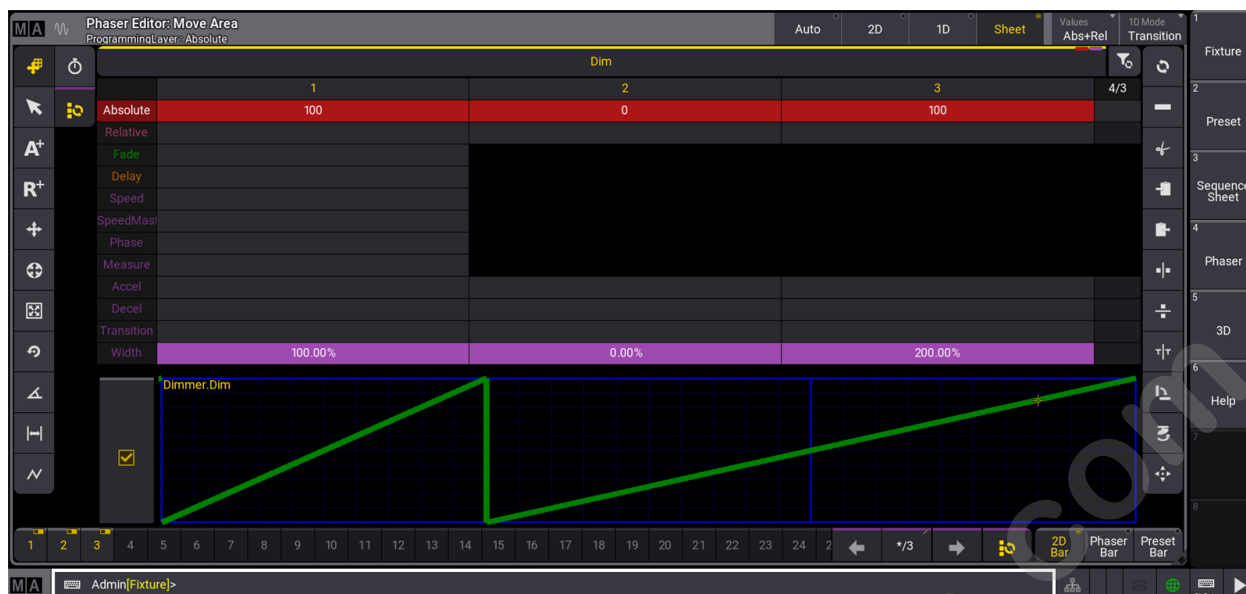 MA Phaser Editor: Move Area
ProgrammingLayer: Absolute
Auto 2D 1D Sheet Values Abs+Rel 1D Mode Transition
1 Fixture
Dim
1 2 3 4/3
Absolute 100 0 100
2 Preset
Relative
Fade
A+
3 Sequence Sheet
Delay
R+
Speed
SpeedMast
4 Phaser
Phase
Measure
Accel
5 3D
Decel
Transition
Width 100.00% 0.00% 200.00%
T|T
6 Help
Dimmer.Dim
7
8
1 2 3 4 5 6 7 8 9 10 11 12 13 14 15 16 17 18 19 20 21 22 23 24 2 */3 2D Bar Phaser Bar Preset Bar
MA Admin[Fixture]>
com